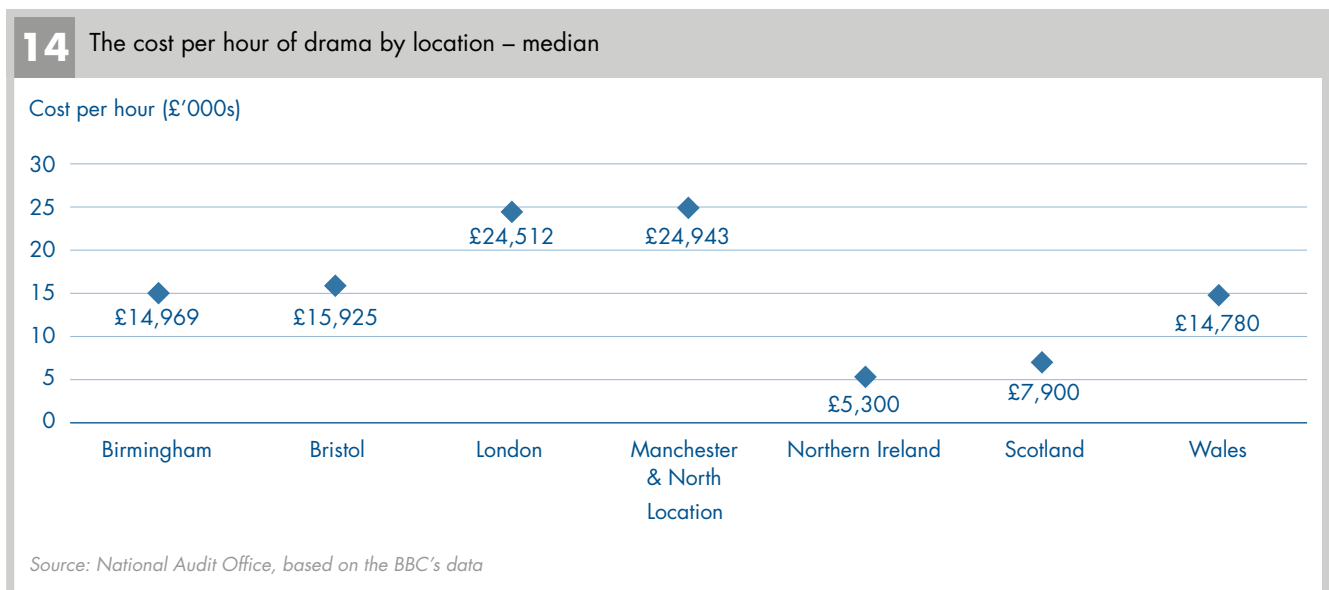 14 The cost per hour of drama by location – median
Cost per hour (£’000s)
30
25
20
15
10
5
0
£14,969
£15,925
£24,512
£24,943
£5,300
£7,900
£14,780
Birmingham
Bristol
London
Manchester
& North
Northern Ireland
Scotland
Wales
Location
Source: National Audit Office, based on the BBC’s data